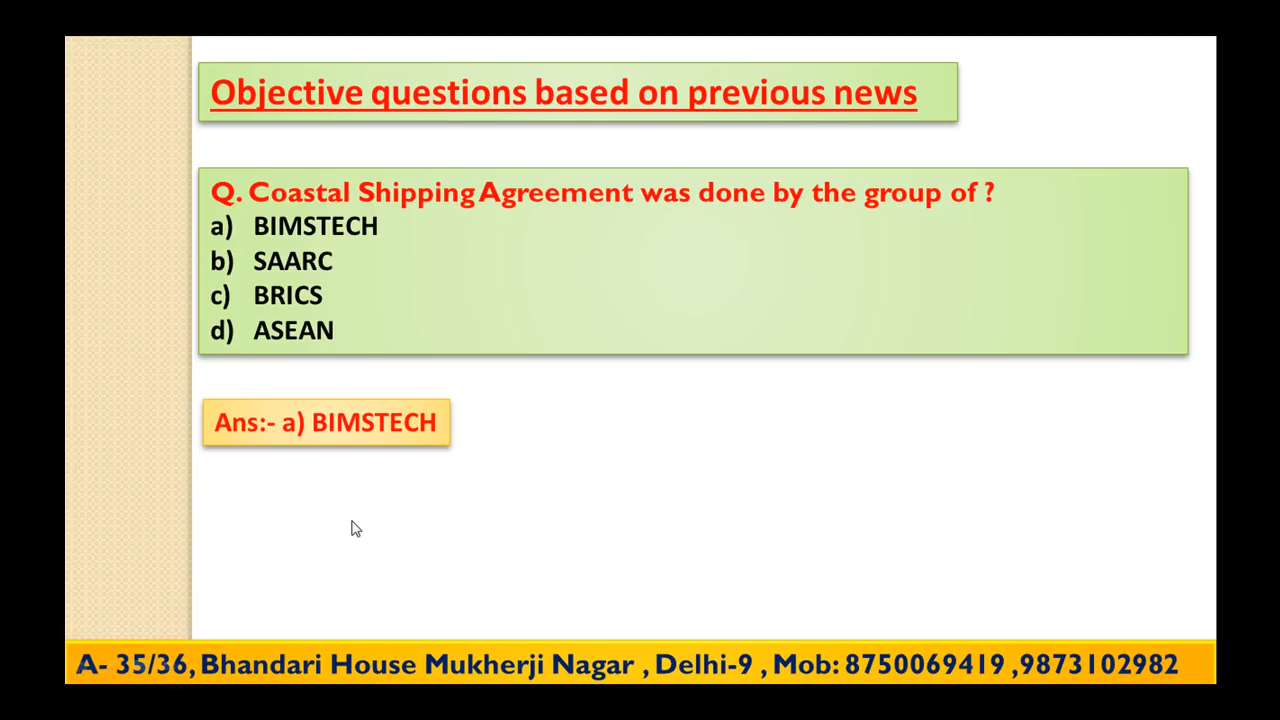 Objective questions based on previous news
Q. Coastal Shipping Agreement was done by the group of ?
a) BIMSTECH
b) SAARC
c) BRICS
d) ASEAN
Ans:- a) BIMSTECH
A- 35/36, Bhandari House Mukherji Nagar , Delhi-9 , Mob: 8750069419 ,9873102982